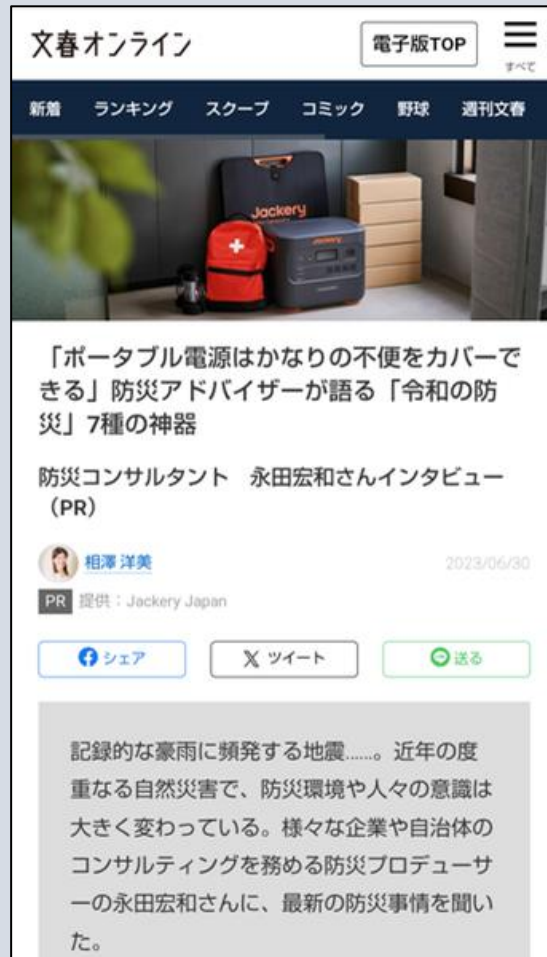 文春オンライン
電子版TOP
すべて
新着 ランキング スクープ コミック 野球 週刊文春
Jackery
「ポータブル電源はかなりの不便をカバーで
きる」防災アドバイザーが語る「令和の防
災」7種の神器
防災コンサルタント 永田宏和さんインタビュー
（PR）
相澤 洋美
2023/06/30
PR 提供：Jackery Japan
シェア ツイート 送る
記録的な豪雨に頻発する地震……。近年の度
重なる自然災害で、防災環境や人々の意識は
大きく変わっている。様々な企業や自治体の
コンサルティングを務める防災プロデューサ
ーの永田宏和さんに、最新の防災事情を聞い
た。